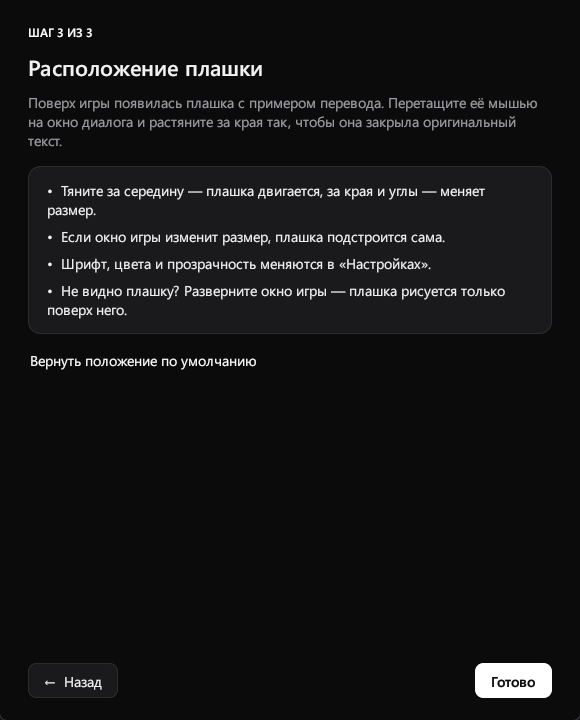 ШАГ 3 ИЗ 3
Расположение плашки
Поверх игры появилась плашка с примером перевода. Перетащите её мышью
на окно диалога и растяните за края так, чтобы она закрыла оригинальный
текст.
• Тяните за середину — плашка двигается, за края и углы — меняет
размер.
• Если окно игры изменит размер, плашка подстроится сама.
• Шрифт, цвета и прозрачность меняются в «Настройках».
• Не видно плашку? Разверните окно игры — плашка рисуется только
поверх него.
Вернуть положение по умолчанию
← Назад
Готово